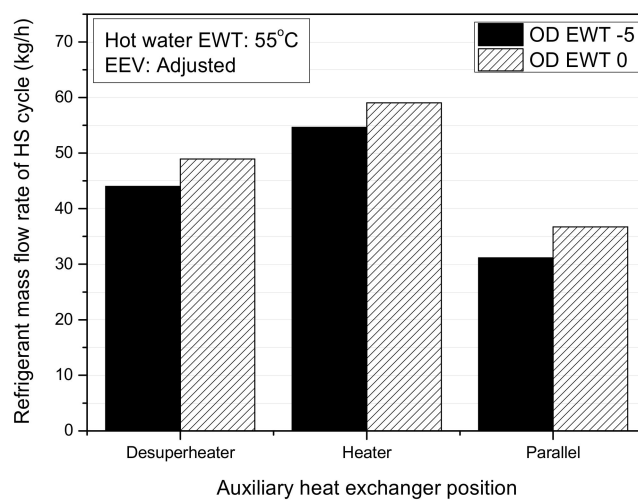 Hot water EWT: 55°C
EEV: Adjusted
OD EWT -5
OD EWT 0
Refrigerant mass flow rate of HS cycle (kg/h)
70
60
50
40
30
20
10
0
Desuperheater
Heater
Parallel
Auxiliary heat exchanger position